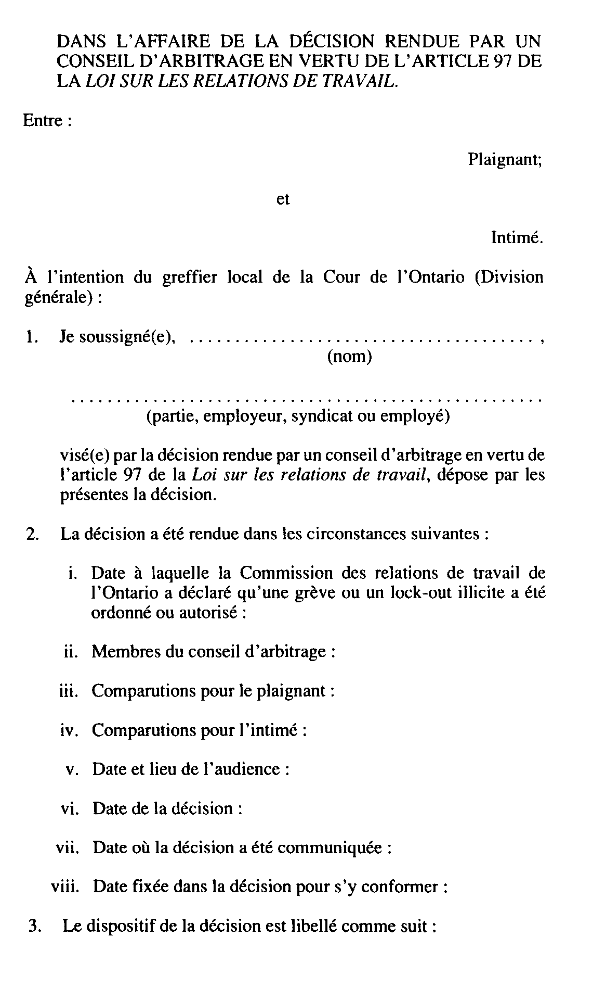 DANS L'AFFAIRE DE LA DÉCISION RENDUE PAR UN
CONSEIL D'ARBITRAGE EN VERTU DE L'ARTICLE 97 DE
LA LOI SUR LES RELATIONS DE TRAVAIL.
Entre :
Plaignant;
et
Intimé.
À l'intention du greffier local de la Cour de l'Ontario (Division
générale) :
1. Je soussigné(e), . . . . . . . . . . . . . . . . . . . . . . . . . . . . . . . . . . . . . . . ,
(nom)
. . . . . . . . . . . . . . . . . . . . . . . . . . . . . . . . . . . . . . . . . . . . . . . . . . . .
(partie, employeur, syndicat ou employé)
visé(e) par la décision rendue par un conseil d'arbitrage en vertu de
l'article 97 de la Loi sur les relations de travail, dépose par les
présentes la décision.
2. La décision a été rendue dans les circonstances suivantes :
i. Date à laquelle la Commission des relations de travail de
l'Ontario a déclaré qu'une grève ou un lock-out illicite a été
ordonné ou autorisé :
ii. Membres du conseil d'arbitrage :
iii. Comparutions pour le plaignant :
iv. Comparutions pour l'intimé :
v. Date et lieu de l'audience :
vi. Date de la décision :
vii. Date où la décision a été communiquée :
viii. Date fixée dans la décision pour s'y conformer :
3. Le dispositif de la décision est libellé comme suit :